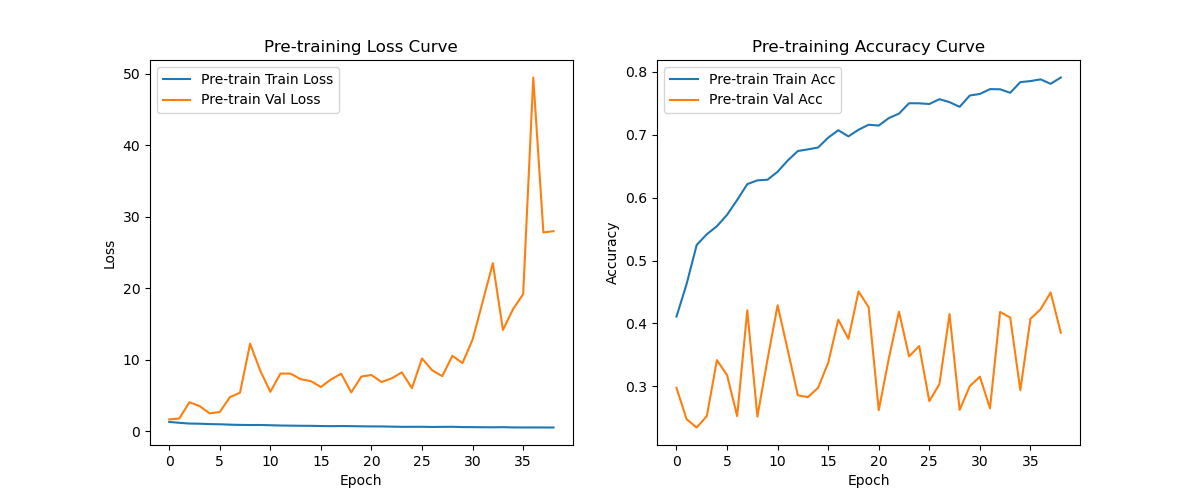 Pre-training Loss Curve
Pre-train Train Loss
Pre-train Val Loss
50
40
30
20
10
0
Loss
0 5 10 15 20 25 30 35
Epoch
Pre-training Accuracy Curve
Pre-train Train Acc
Pre-train Val Acc
0.8
0.7
0.6
0.5
0.4
0.3
Accuracy
0 5 10 15 20 25 30 35
Epoch